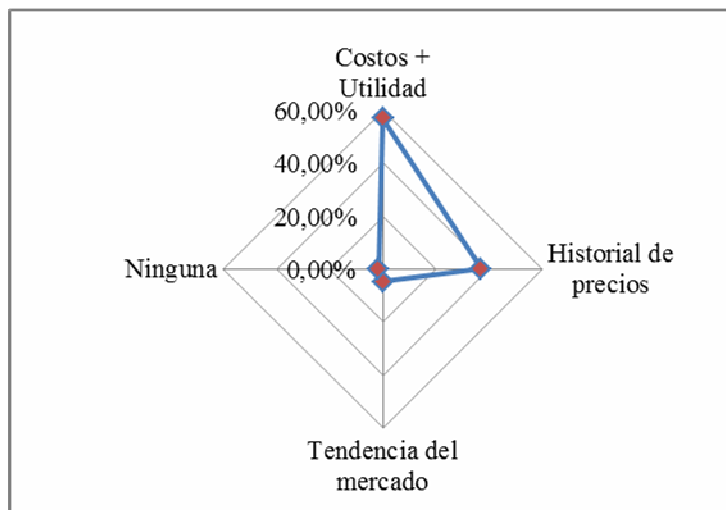 Costos +
Utilidad
60,00%
40,00%
20,00%
0,00%
Ninguna
Historial de
precios
Tendencia del
mercado